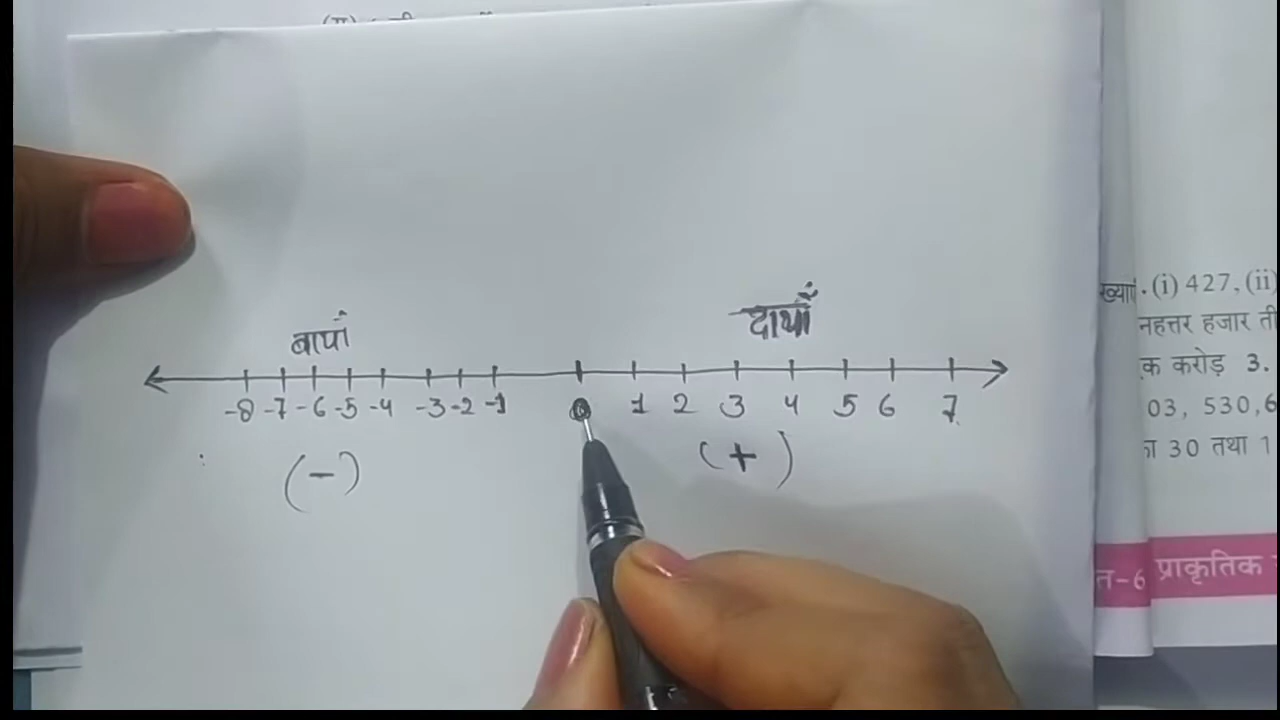 बायाँ
दायाँ
-8 -7 -6 -5 -4 -3 -2 -1 0 1 2 3 4 5 6 7
(-)
(+)
. (i) 427, (ii)
नहत्तर हजार
क करोड़ 3.
03, 530,6
30 तथा 1
त-6 प्राकृतिक